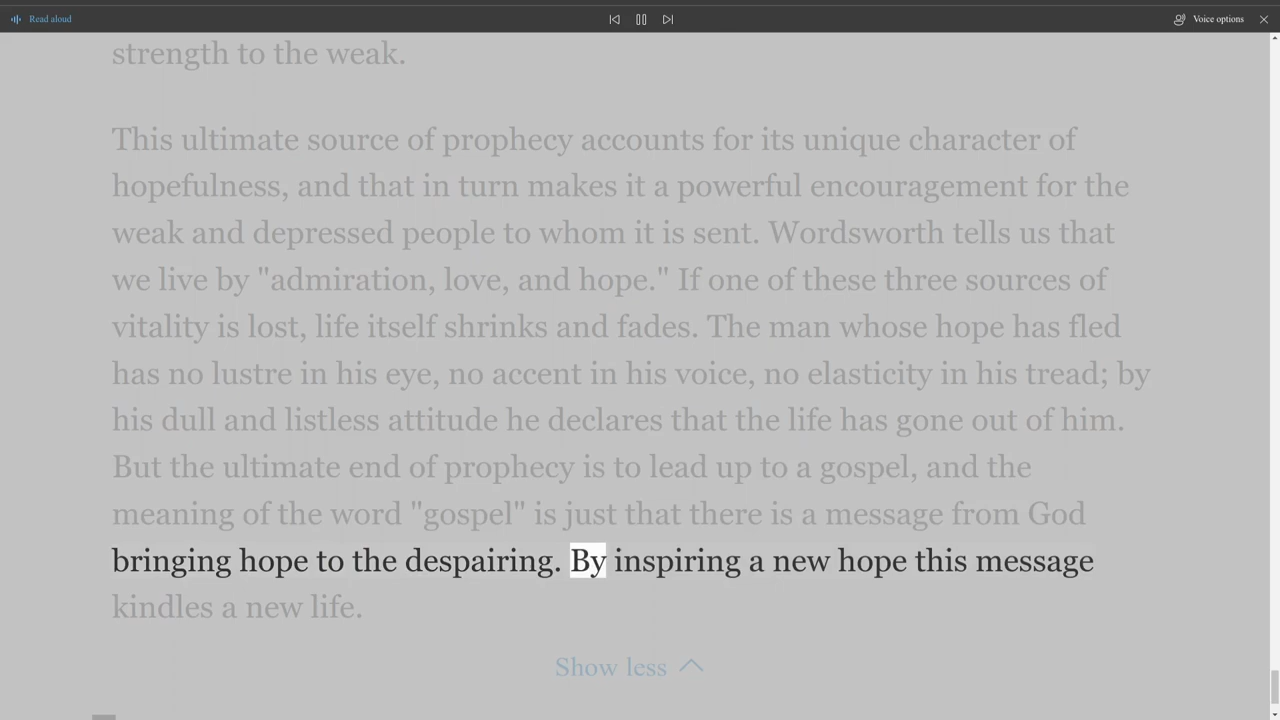 Read aloud
Voice options
strength to the weak.
This ultimate source of prophecy accounts for its unique character of
hopefulness, and that in turn makes it a powerful encouragement for the
weak and depressed people to whom it is sent. Wordsworth tells us that
we live by "admiration, love, and hope." If one of these three sources of
vitality is lost, life itself shrinks and fades. The man whose hope has fled
has no lustre in his eye, no accent in his voice, no elasticity in his tread; by
his dull and listless attitude he declares that the life has gone out of him.
But the ultimate end of prophecy is to lead up to a gospel, and the
meaning of the word "gospel" is just that there is a message from God
bringing hope to the despairing. By inspiring a new hope this message
kindles a new life.
Show less